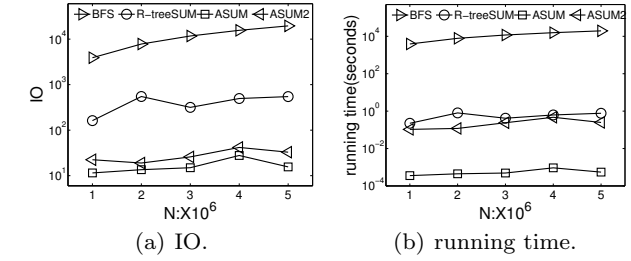 BFS R-treeSUM ASUM ASUM2
10^4
10^3
10^2
10^1
IO
1 2 3 4 5
N:X10^6
(a) IO.
BFS R-treeSUM ASUM ASUM2
10^4
10^2
10^0
10^-2
10^-4
running time(seconds)
1 2 3 4 5
N:X10^6
(b) running time.